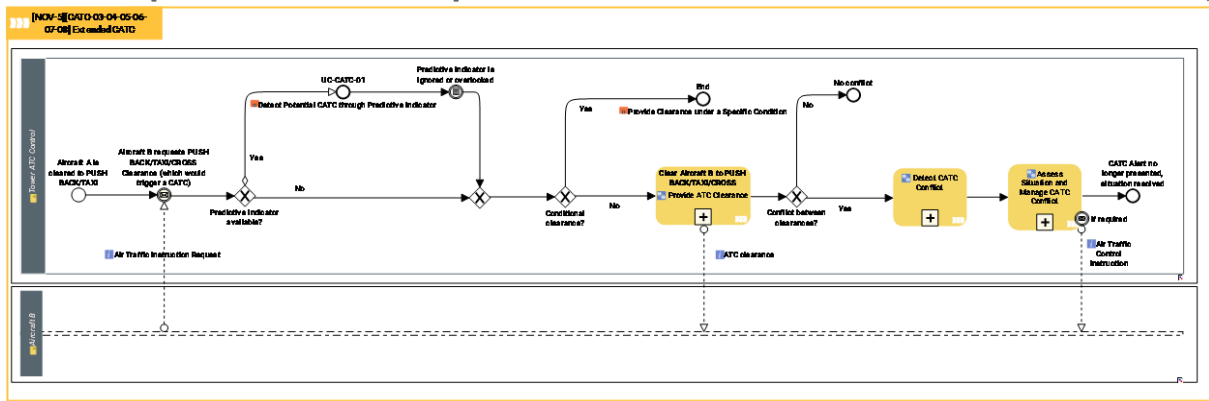 [NOV-5][CATC-03-04-05-06-
07-08] Extended CATC
Tower ATC Control
Aircraft A is
cleared to PUSH
BACK/TAXI
Aircraft B requests PUSH
BACK/TAXI/CROSS
Clearance (which would
trigger a CATC)
Air Traffic Instruction Request
Predictive indicator
available?
Yes
No
UC-CATC-01
Detect Potential CATC through Predictive Indicator
Predictive Indicator is
ignored or overlooked
Conditional
clearance?
Yes
No
End
Provide Clearance under a Specific Condition
Clear Aircraft B to PUSH
BACK/TAXI/CROSS
Provide ATC Clearance
ATC clearance
Conflict between
clearances?
No
Yes
No conflict
Detect CATC
Conflict
Assess
Situation and
Manage CATC
Conflict
If required
Air Traffic
Control
Instruction
CATC Alert no
longer presented,
situation resolved
Aircraft B